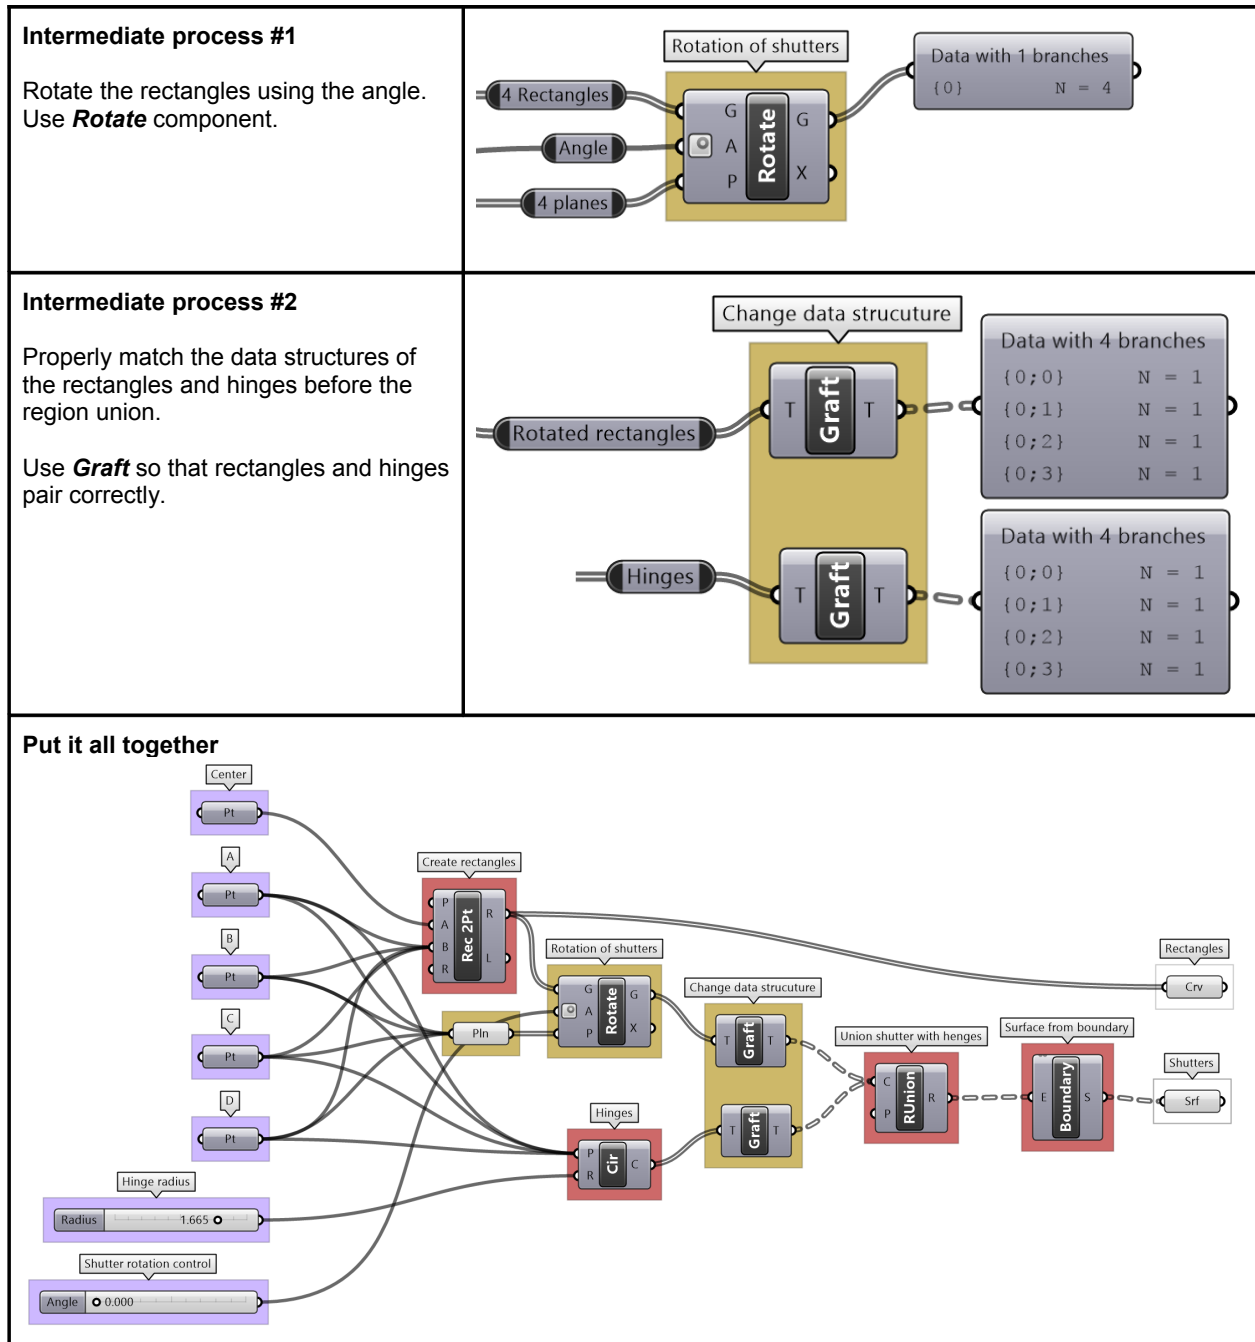 Intermediate process #1
Rotate the rectangles using the angle.
Use Rotate component.
Rotation of shutters
4 Rectangles
Angle
4 planes
G
A
P
Rotate
G
X
Data with 1 branches
{0} N = 4
Intermediate process #2
Properly match the data structures of
the rectangles and hinges before the
region union.
Use Graft so that rectangles and hinges
pair correctly.
Change data strucuture
Rotated rectangles
T Graft T
Data with 4 branches
{0;0} N = 1
{0;1} N = 1
{0;2} N = 1
{0;3} N = 1
Hinges
T Graft T
Data with 4 branches
{0;0} N = 1
{0;1} N = 1
{0;2} N = 1
{0;3} N = 1
Put it all together
Center
Pt
A
Pt
B
Pt
C
Pt
D
Pt
Hinge radius
Radius 1.665
Shutter rotation control
Angle 0.000
Create rectangles
P
A
B
R
Rec 2Pt
R
L
Pln
Rotation of shutters
G
A
P
Rotate
G
X
Hinges
P
R
Cir
C
Change data strucuture
T Graft T
T Graft T
Union shutter with henges
C
P
RUnion
R
Surface from boundary
E Boundary S
Rectangles
Crv
Shutters
Srf